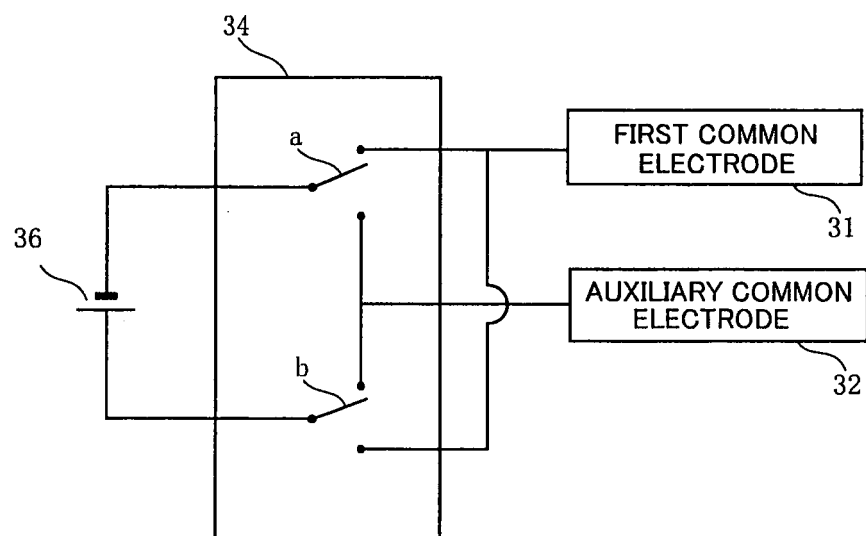 34
a
FIRST COMMON
ELECTRODE
31
36
AUXILIARY COMMON
ELECTRODE
32
b